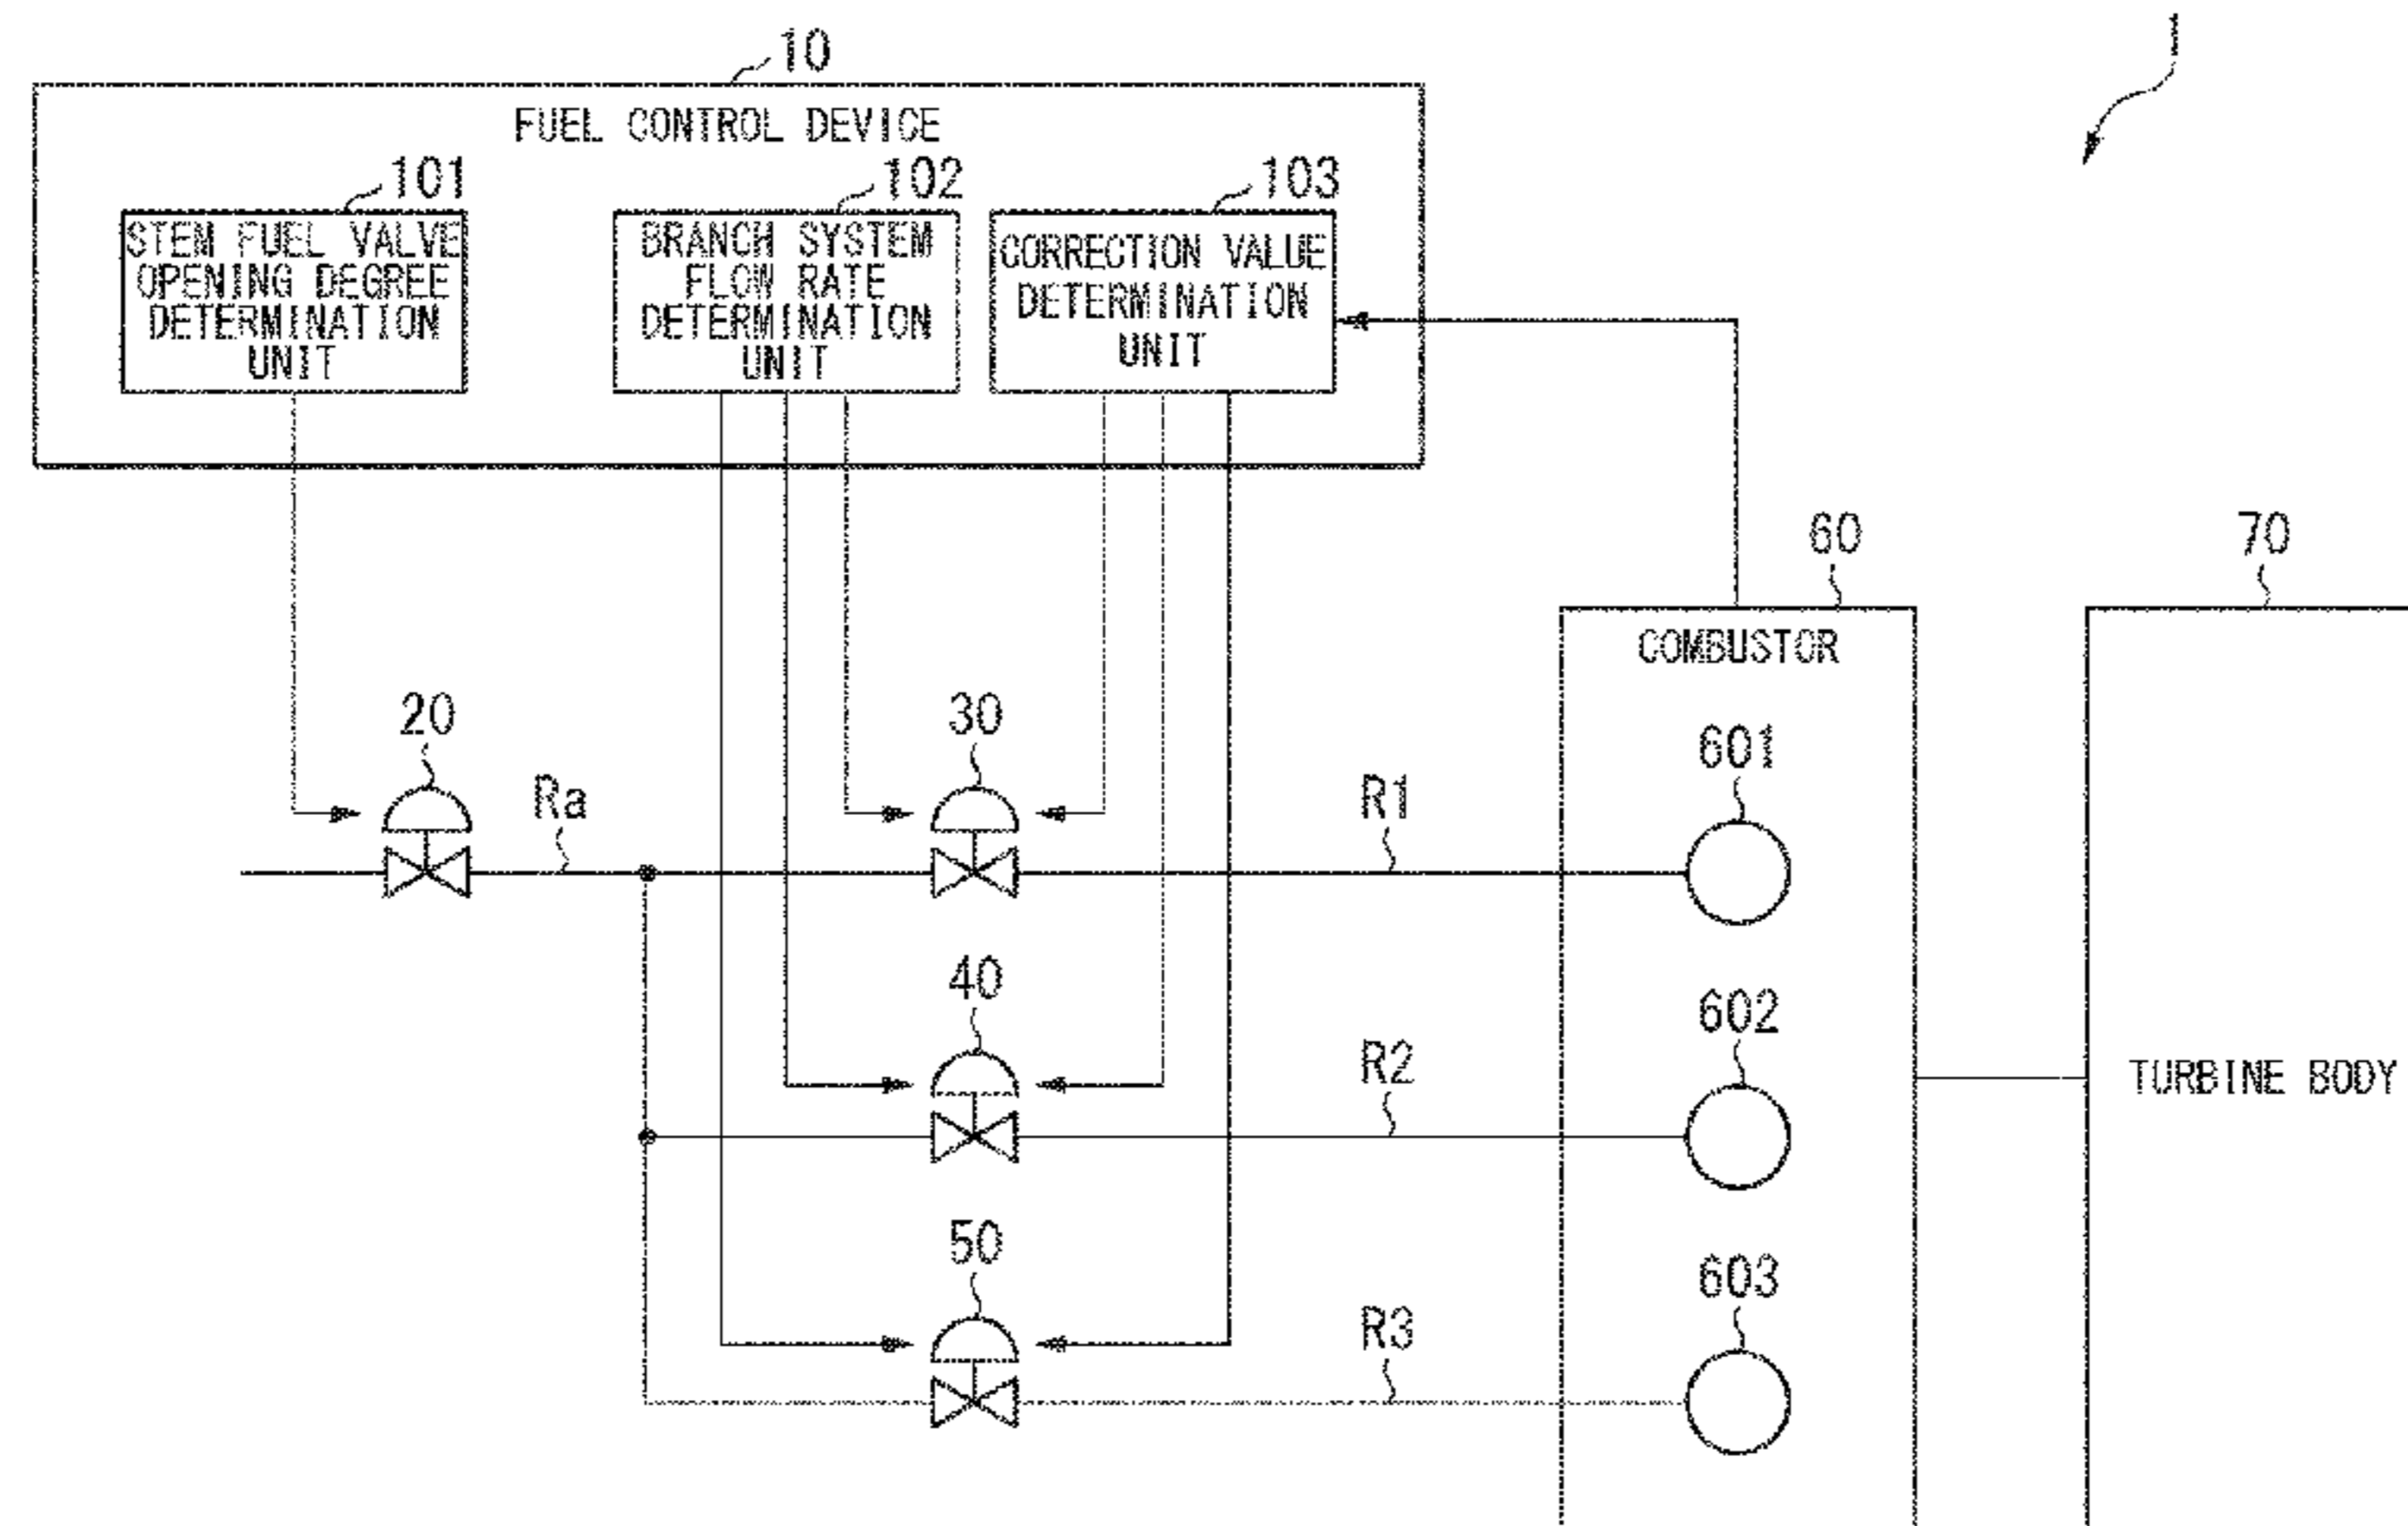 1
10
FUEL CONTROL DEVICE
101
102
103
STEM FUEL VALVE
OPENING DEGREE
DETERMINATION
UNIT
BRANCH SYSTEM
FLOW RATE
DETERMINATION
UNIT
CORRECTION VALUE
DETERMINATION
UNIT
60
70
COMBUSTOR
20
30
601
Ra
R1
40
602
R2
TURBINE BODY
50
603
R3